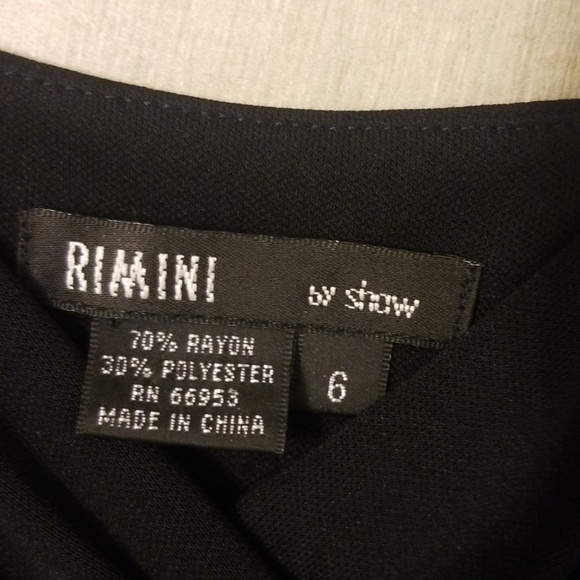 RIMINI by shaw
70% RAYON
30% POLYESTER
RN 66953
MADE IN CHINA
6